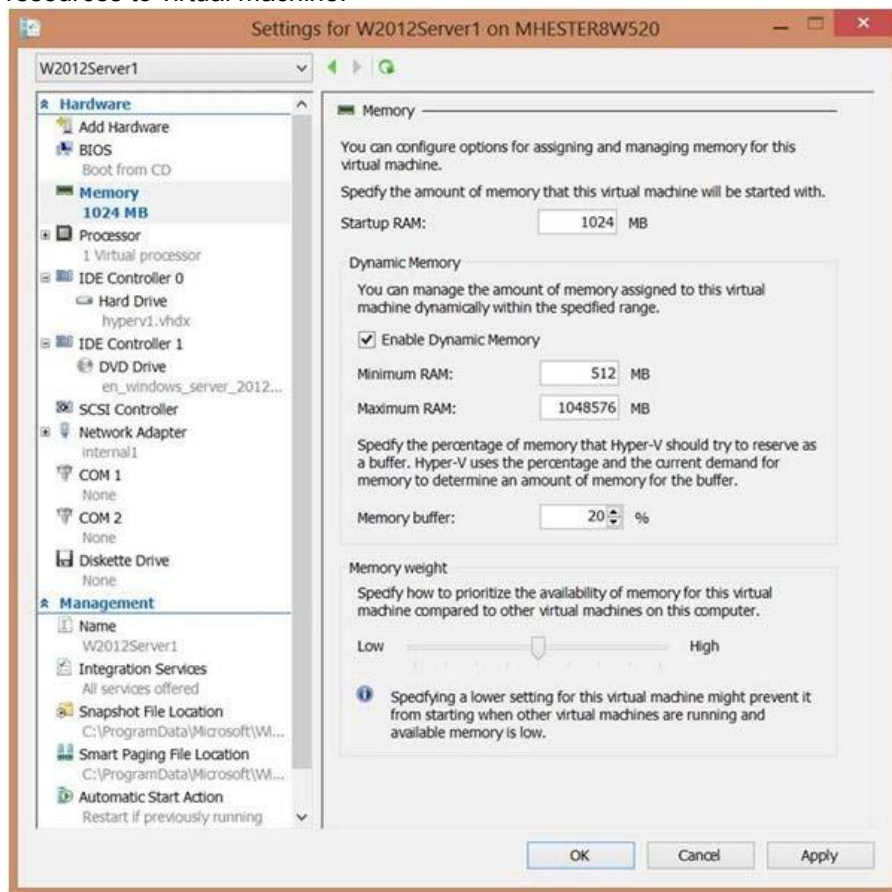 resources to virtual machine.
Settings for W2012Server1 on MHESTER8W520
W2012Server1
Hardware
Add Hardware
BIOS
Boot from CD
Memory
1024 MB
Processor
1 Virtual processor
IDE Controller 0
Hard Drive
hyperv1.vhdx
IDE Controller 1
DVD Drive
en_windows_server_2012...
SCSI Controller
Network Adapter
internal1
COM 1
None
COM 2
None
Diskette Drive
None
Management
Name
W2012Server1
Integration Services
All services offered
Snapshot File Location
C:\ProgramData\Microsoft\Wi...
Smart Paging File Location
C:\ProgramData\Microsoft\Wi...
Automatic Start Action
Restart if previously running
Memory
You can configure options for assigning and managing memory for this
virtual machine.
Specify the amount of memory that this virtual machine will be started with.
Startup RAM: 1024 MB
Dynamic Memory
You can manage the amount of memory assigned to this virtual
machine dynamically within the specified range.
Enable Dynamic Memory
Minimum RAM: 512 MB
Maximum RAM: 1048576 MB
Specify the percentage of memory that Hyper-V should try to reserve as
a buffer. Hyper-V uses the percentage and the current demand for
memory to determine an amount of memory for the buffer.
Memory buffer: 20 %
Memory weight
Specify how to prioritize the availability of memory for this virtual
machine compared to other virtual machines on this computer.
Low High
Specifying a lower setting for this virtual machine might prevent it
from starting when other virtual machines are running and
available memory is low.
OK Cancel Apply